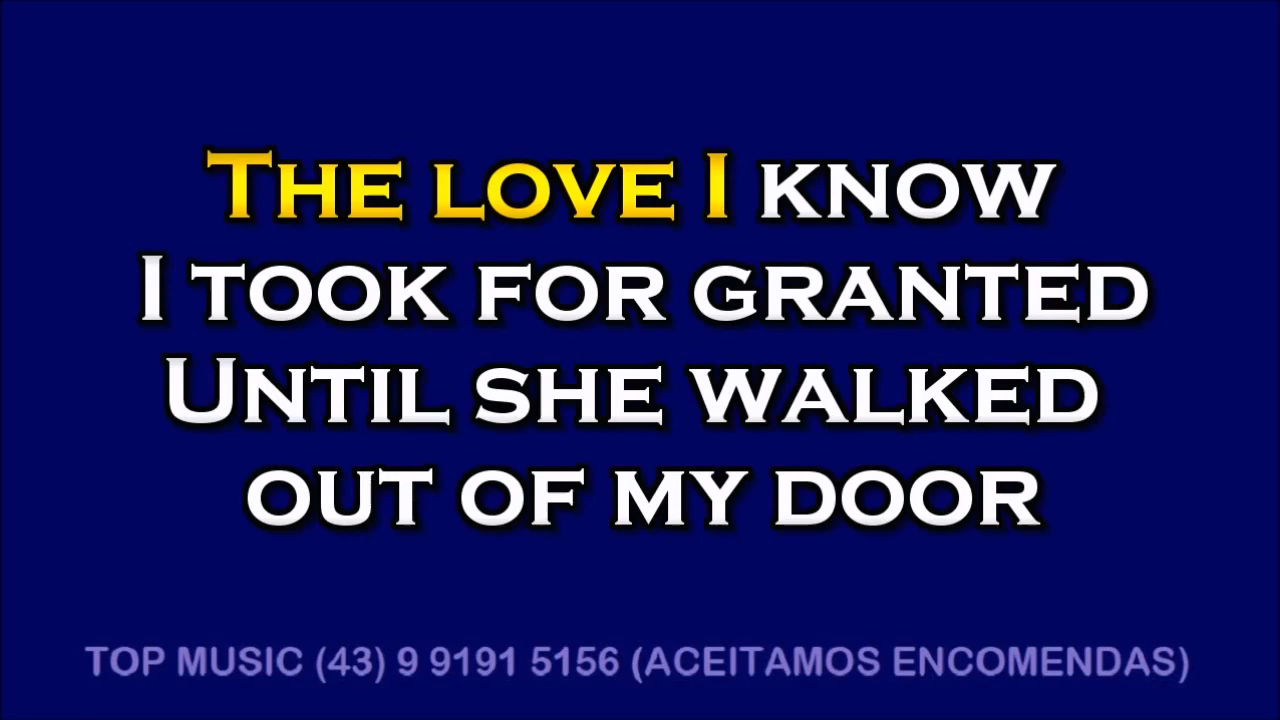 The love I know
I took for granted
Until she walked
out of my door
TOP MUSIC (43) 9 9191 5156 (ACEITAMOS ENCOMENDAS)